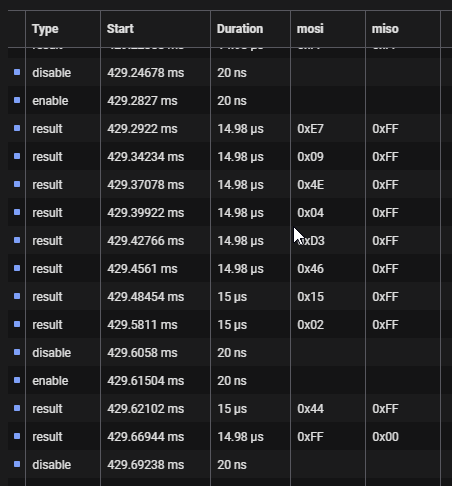 Type Start Duration mosi miso
disable 429.24678 ms 20 ns
enable 429.2827 ms 20 ns
result 429.2922 ms 14.98 µs 0xE7 0xFF
result 429.34234 ms 14.98 µs 0x09 0xFF
result 429.37078 ms 14.98 µs 0x4E 0xFF
result 429.39922 ms 14.98 µs 0x04 0xFF
result 429.42766 ms 14.98 µs 0xD3 0xFF
result 429.4561 ms 14.98 µs 0x46 0xFF
result 429.48454 ms 15 µs 0x15 0xFF
result 429.5811 ms 15 µs 0x02 0xFF
disable 429.6058 ms 20 ns
enable 429.61504 ms 20 ns
result 429.62102 ms 15 µs 0x44 0xFF
result 429.66944 ms 14.98 µs 0xFF 0x00
disable 429.69238 ms 20 ns